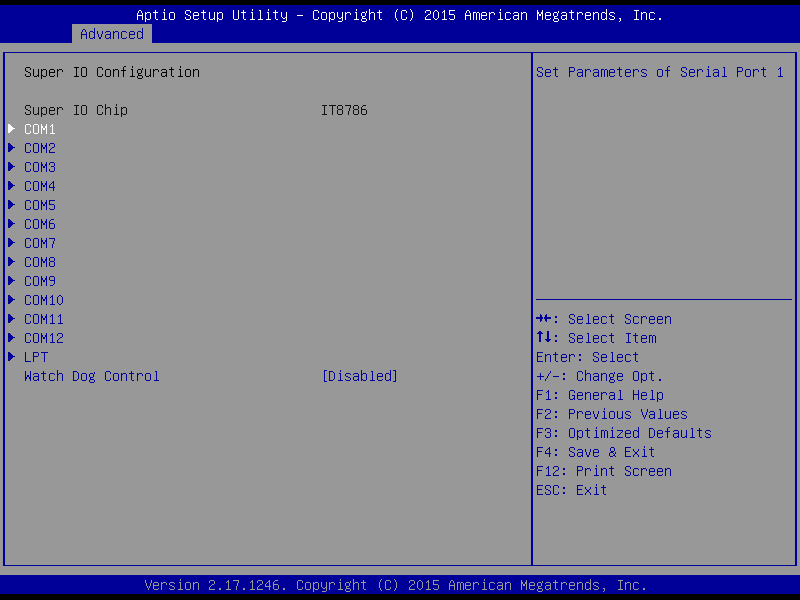 Aptio Setup Utility – Copyright (C) 2015 American Megatrends, Inc.
Advanced
Super IO Configuration
Super IO Chip IT8786
COM1
COM2
COM3
COM4
COM5
COM6
COM7
COM8
COM9
COM10
COM11
COM12
LPT
Watch Dog Control [Disabled]
Set Parameters of Serial Port 1
→←: Select Screen
↑↓: Select Item
Enter: Select
+/-: Change Opt.
F1: General Help
F2: Previous Values
F3: Optimized Defaults
F4: Save & Exit
F12: Print Screen
ESC: Exit
Version 2.17.1246. Copyright (C) 2015 American Megatrends, Inc.